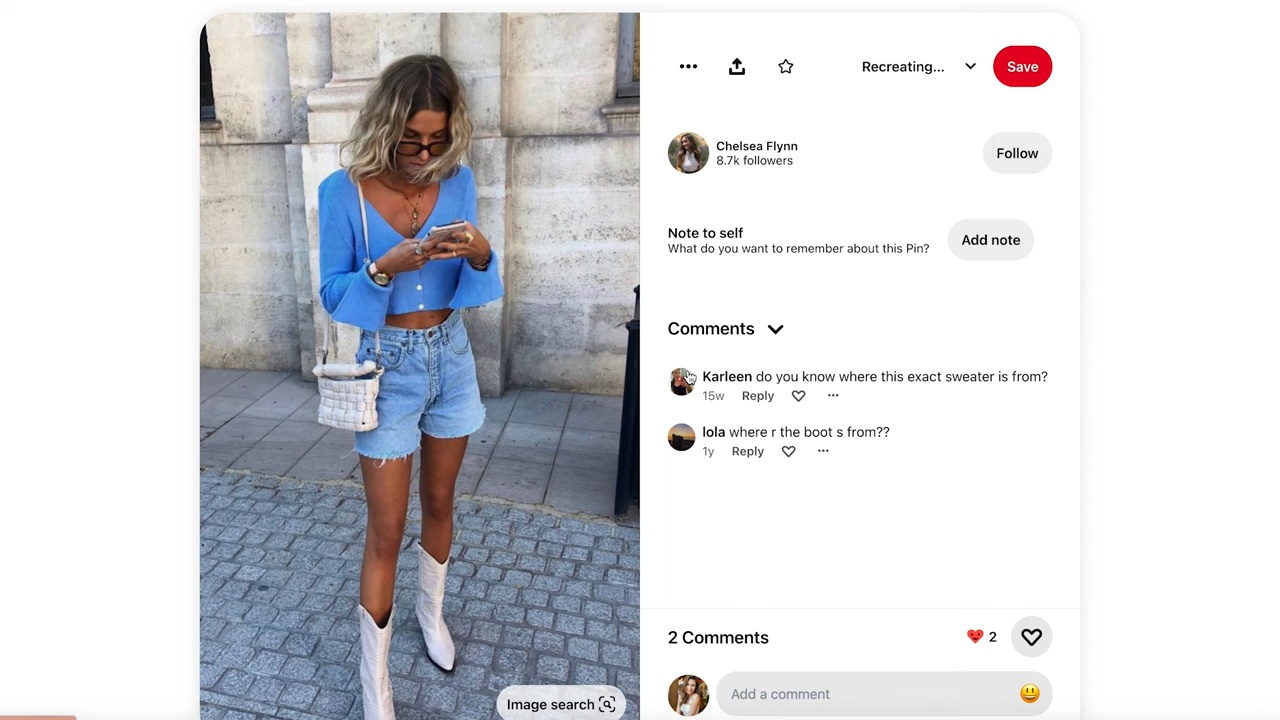 Recreating...
Save
Chelsea Flynn
8.7k followers
Follow
Note to self
What do you want to remember about this Pin?
Add note
Comments
Karleen do you know where this exact sweater is from?
15w Reply
lola where r the boot s from??
1y Reply
2 Comments
2
Add a comment
Image search